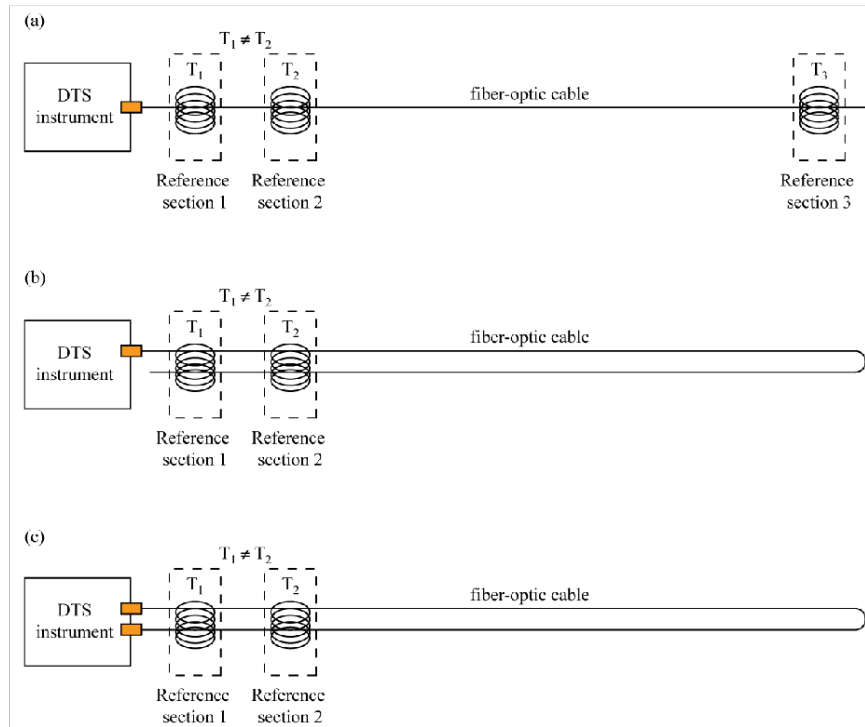 (a)
T₁ ≠ T₂
DTS
instrument
T₁
T₂
fiber-optic cable
T₃
Reference
section 1
Reference
section 2
Reference
section 3
(b)
T₁ ≠ T₂
DTS
instrument
T₁
T₂
fiber-optic cable
Reference
section 1
Reference
section 2
(c)
T₁ ≠ T₂
DTS
instrument
T₁
T₂
fiber-optic cable
Reference
section 1
Reference
section 2